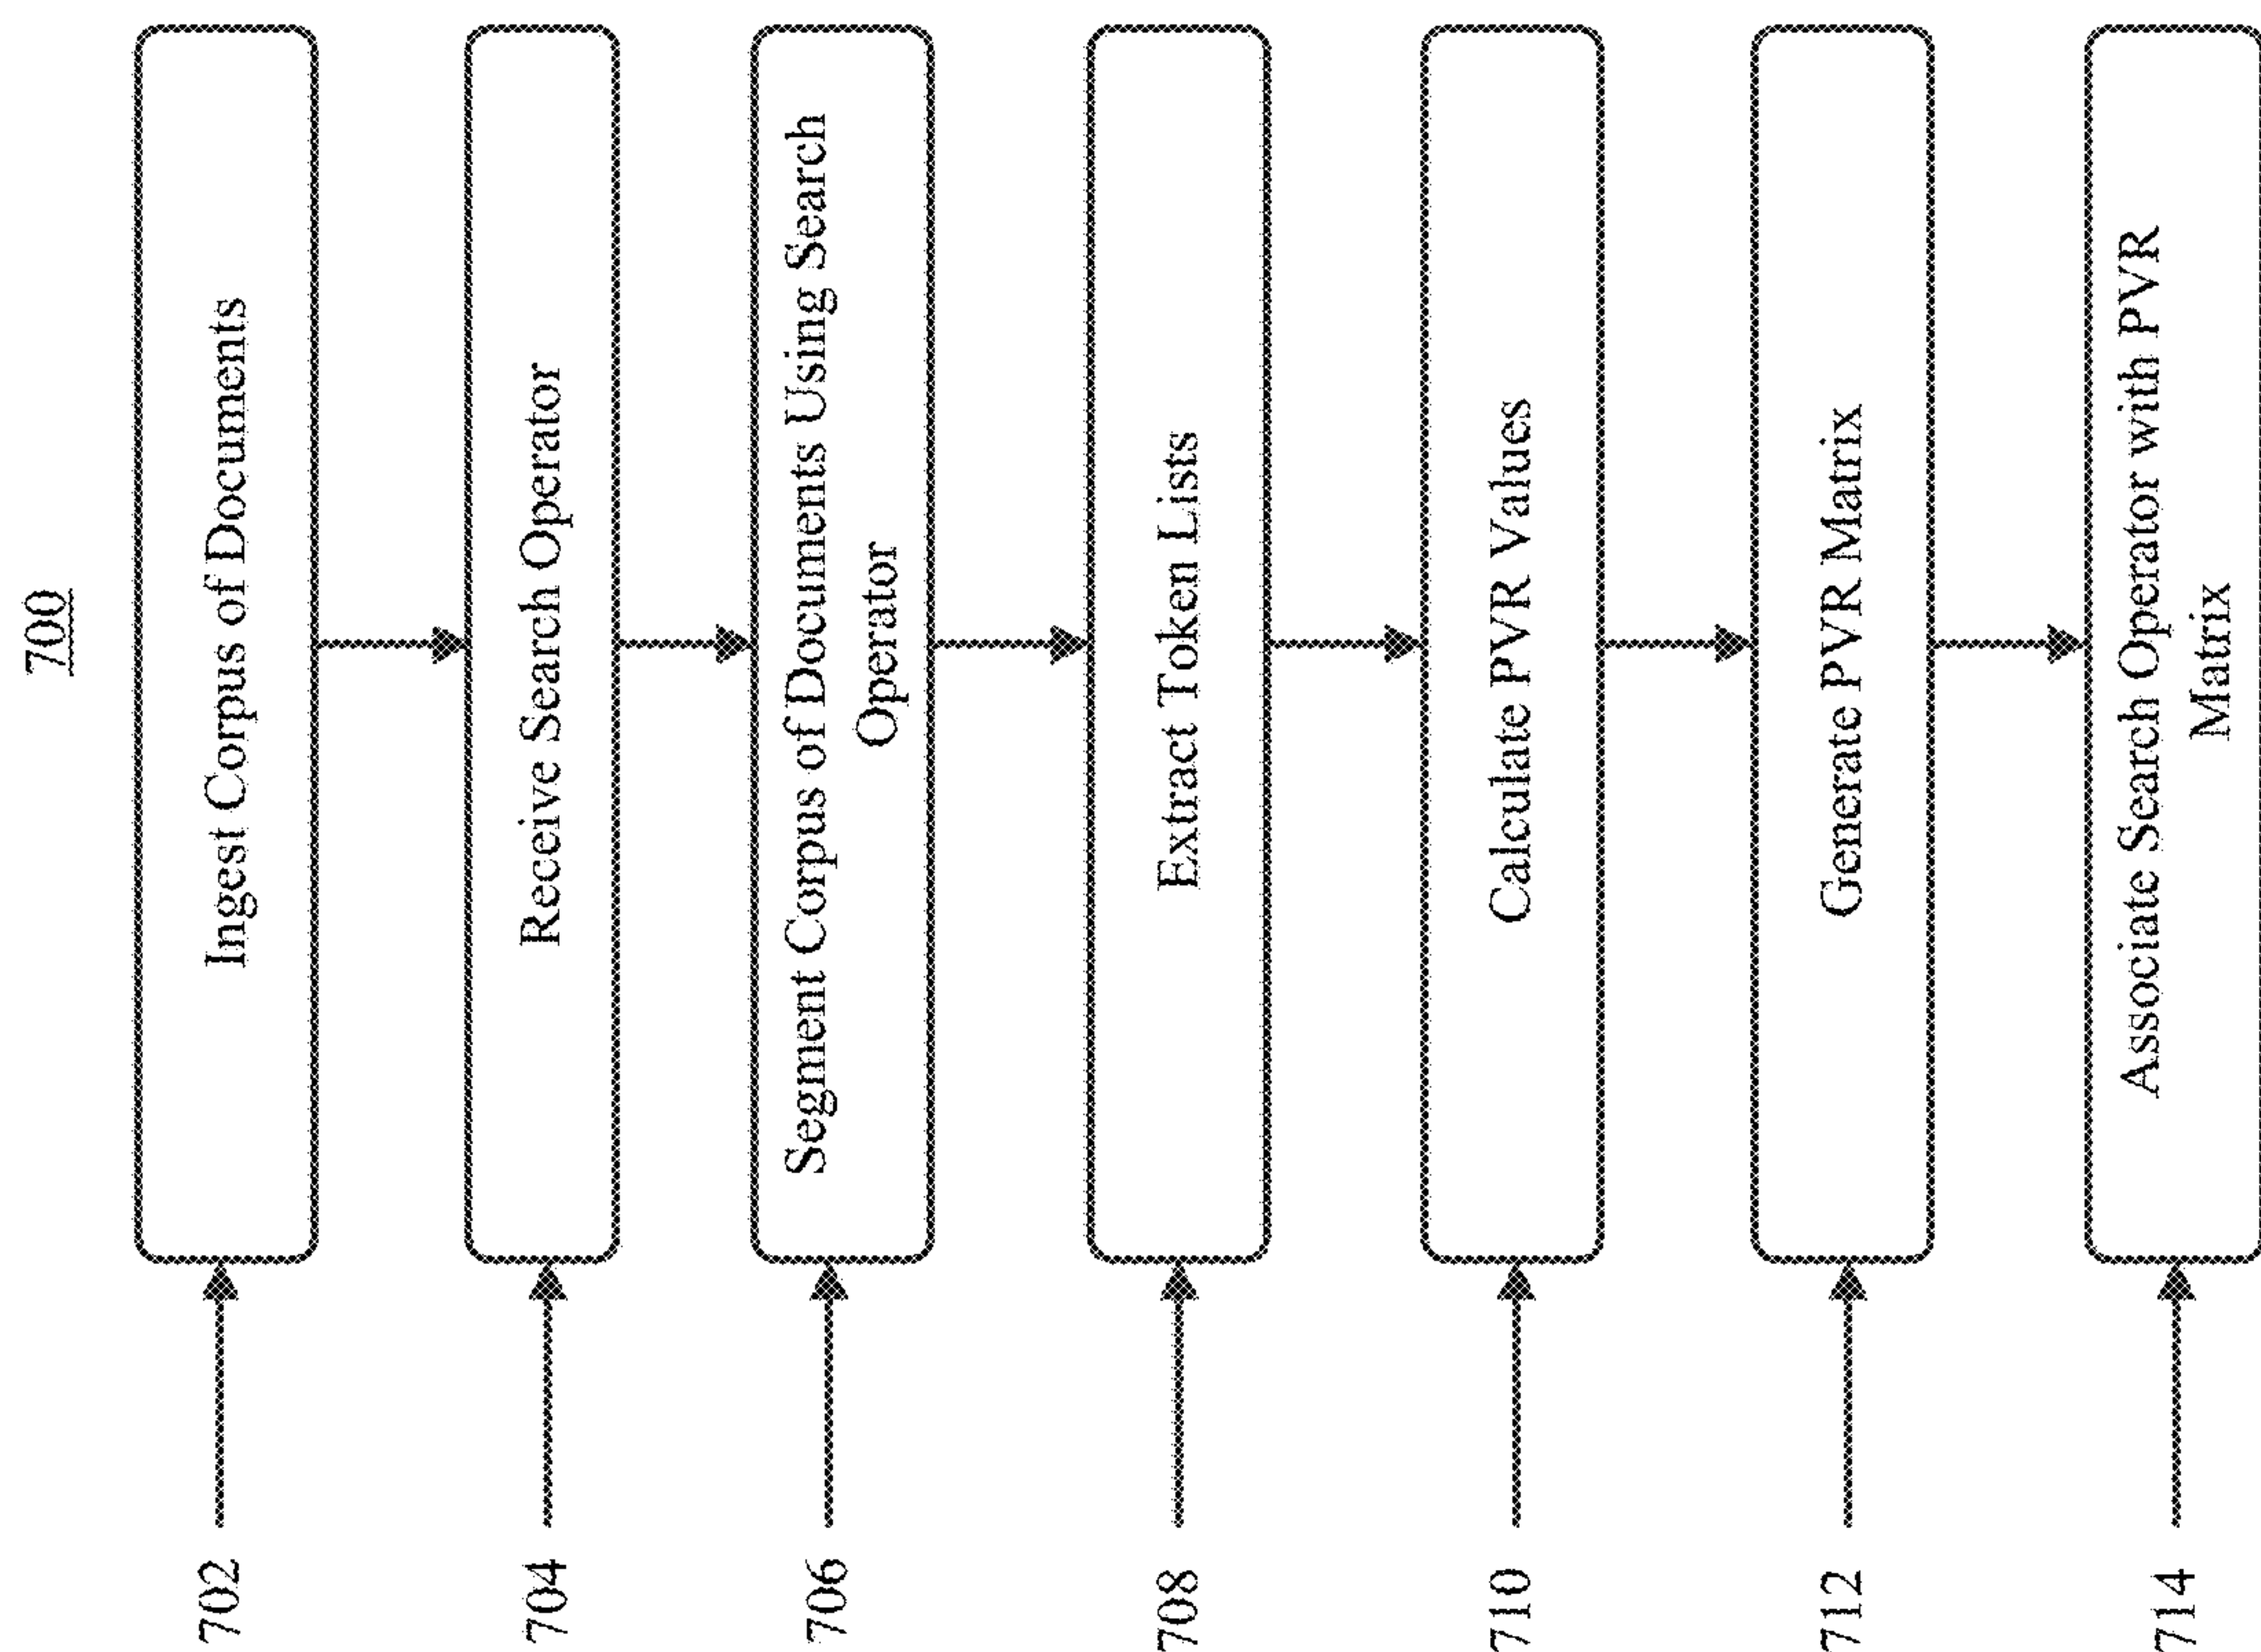 700
702
Ingest Corpus of Documents
704
Receive Search Operator
706
Segment Corpus of Documents Using Search
Operator
708
Extract Token Lists
710
Calculate PVR Values
712
Generate PVR Matrix
714
Associate Search Operator with PVR
Matrix